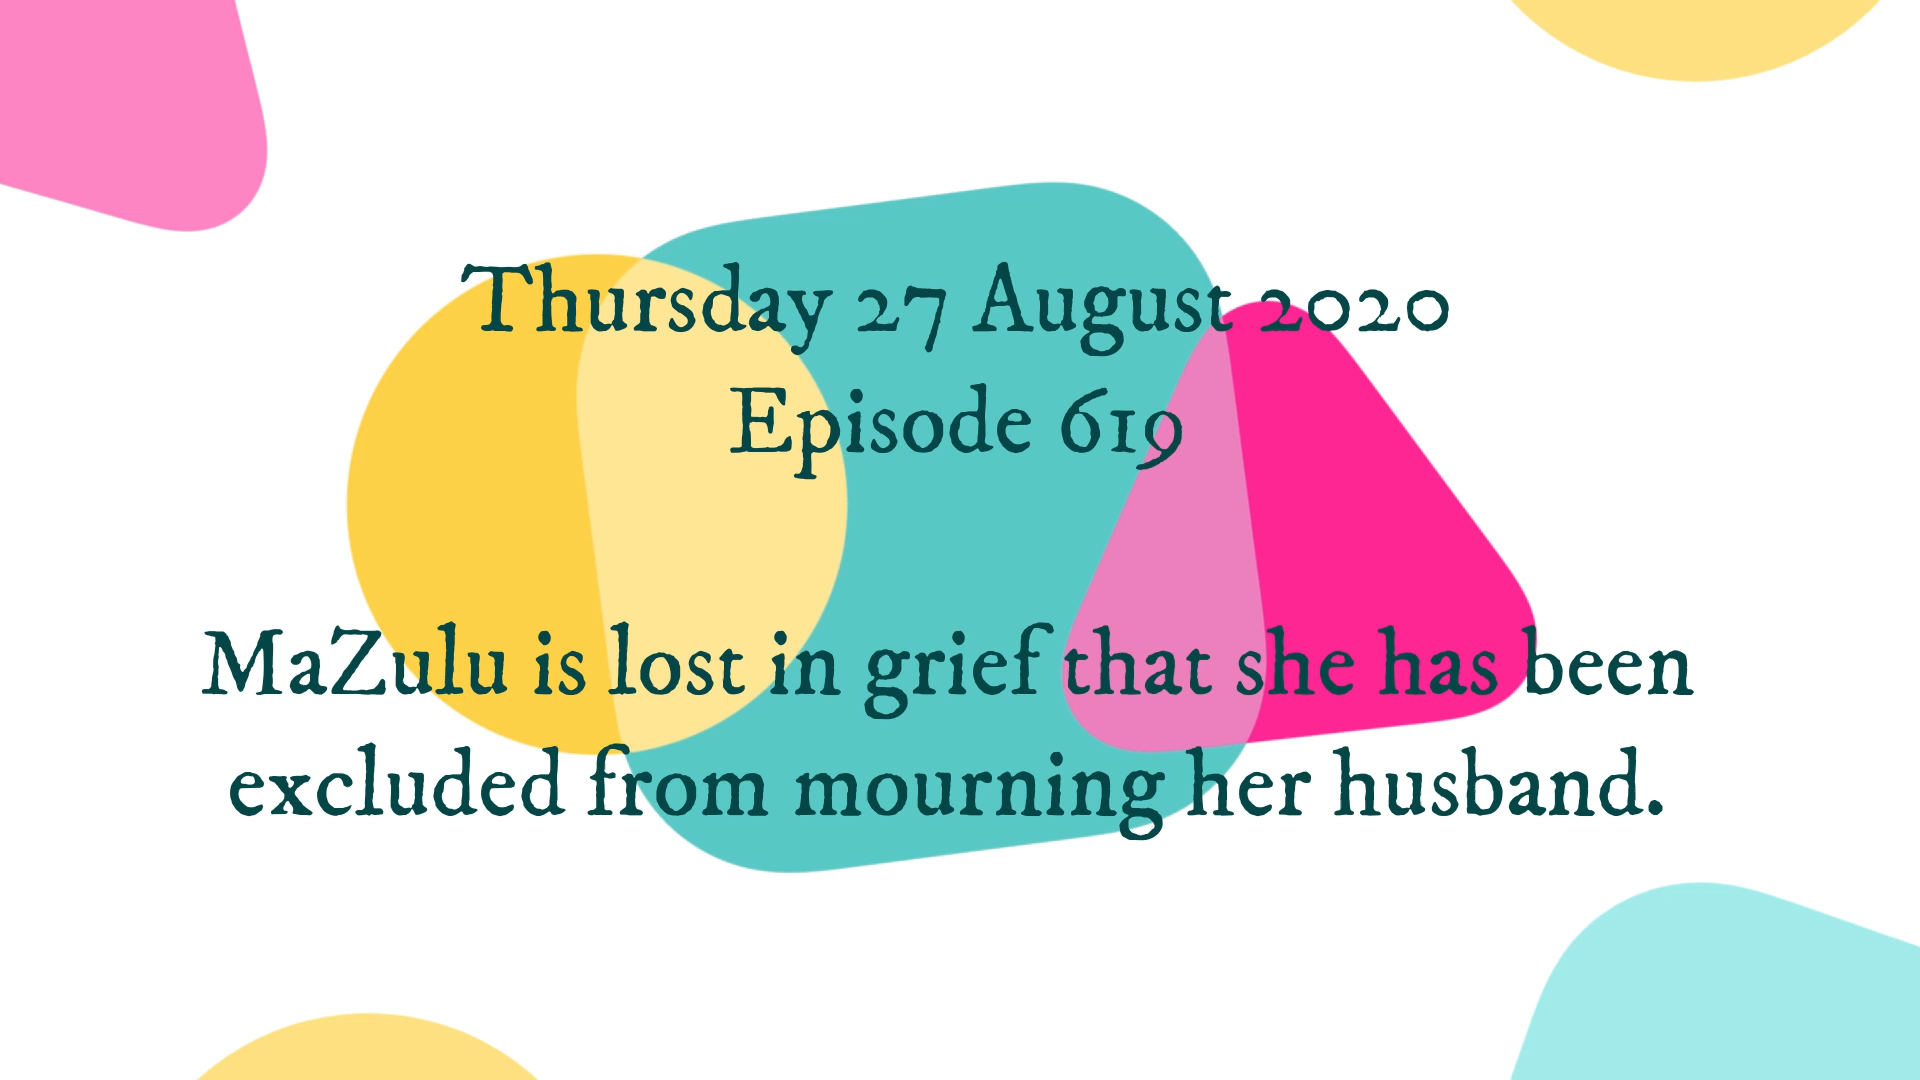 Thursday 27 August 2020
Episode 619
MaZulu is lost in grief that she has been
excluded from mourning her husband.